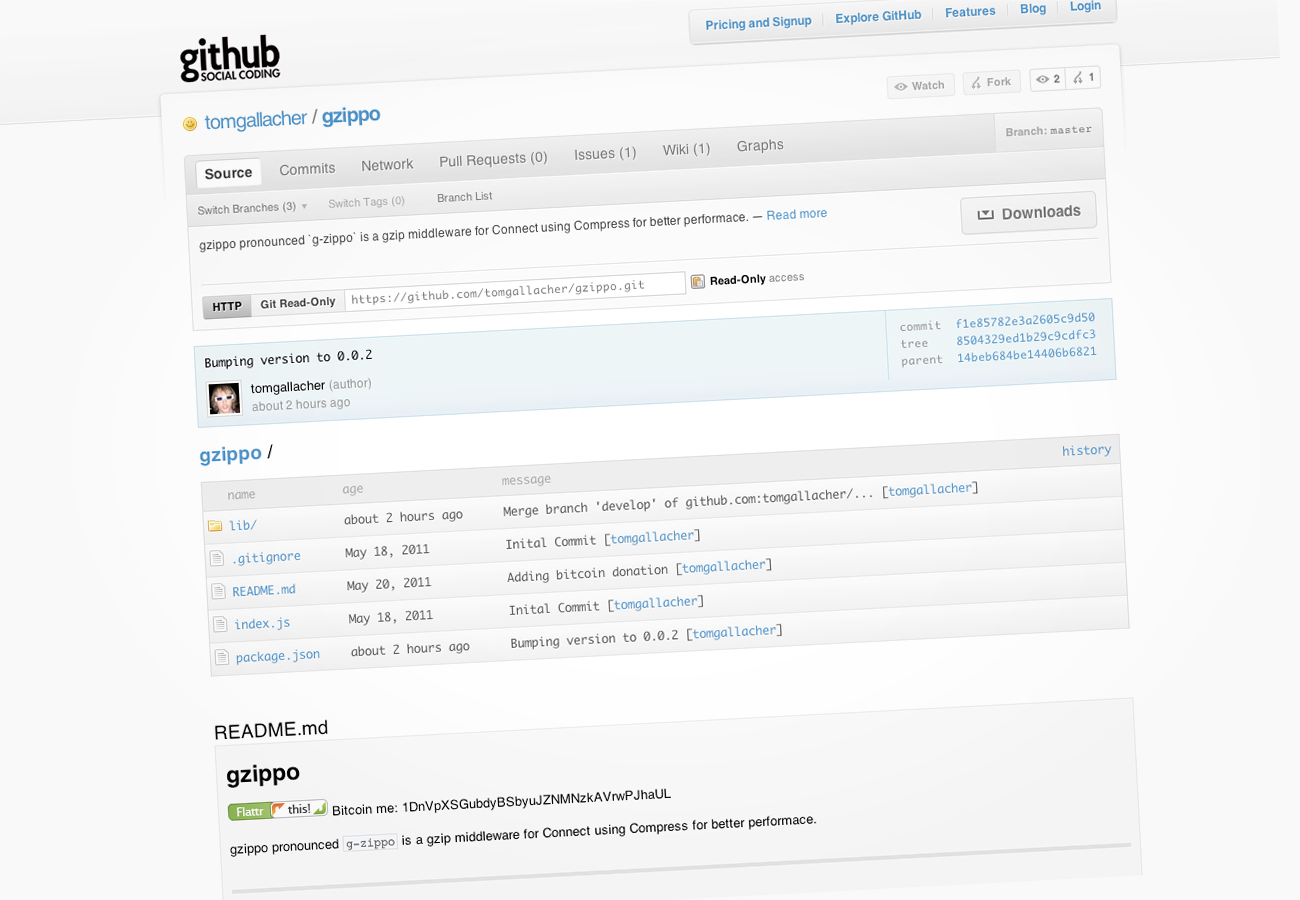 Pricing and Signup Explore GitHub Features Blog Login
github
SOCIAL CODING
Watch Fork 2 1
tomgallacher / gzippo
Source Commits Network Pull Requests (0) Issues (1) Wiki (1) Graphs Branch: master
Switch Branches (3) ▾ Switch Tags (0) Branch List
gzippo pronounced `g-zippo` is a gzip middleware for Connect using Compress for better performace. — Read more
Downloads
HTTP Git Read-Only https://github.com/tomgallacher/gzippo.git Read-Only access
Bumping version to 0.0.2
tomgallacher (author)
about 2 hours ago
commit f1e85782e3a2605c9d50
tree 8504329ed1b29c9cdfc3
parent 14beb684be14406b6821
gzippo /
name age message history
lib/ about 2 hours ago Merge branch 'develop' of github.com:tomgallacher/... [tomgallacher]
.gitignore May 18, 2011 Inital Commit [tomgallacher]
README.md May 20, 2011 Adding bitcoin donation [tomgallacher]
index.js May 18, 2011 Inital Commit [tomgallacher]
package.json about 2 hours ago Bumping version to 0.0.2 [tomgallacher]
README.md
gzippo
Flattr this! Bitcoin me: 1DnVpXSGubdyBSbyuJZNMNzkAVrwPJhaUL
gzippo pronounced g-zippo is a gzip middleware for Connect using Compress for better performace.